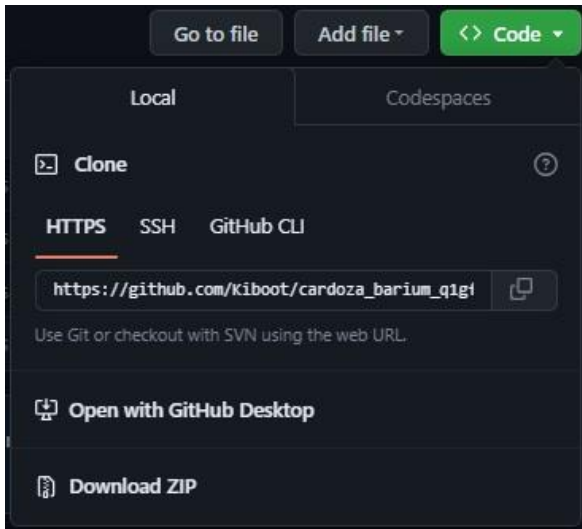 Go to file Add file <> Code
Local Codespaces
Clone
HTTPS SSH GitHub CLI
https://github.com/Kiboot/cardoza_barium_q1g
Use Git or checkout with SVN using the web URL.
Open with GitHub Desktop
Download ZIP